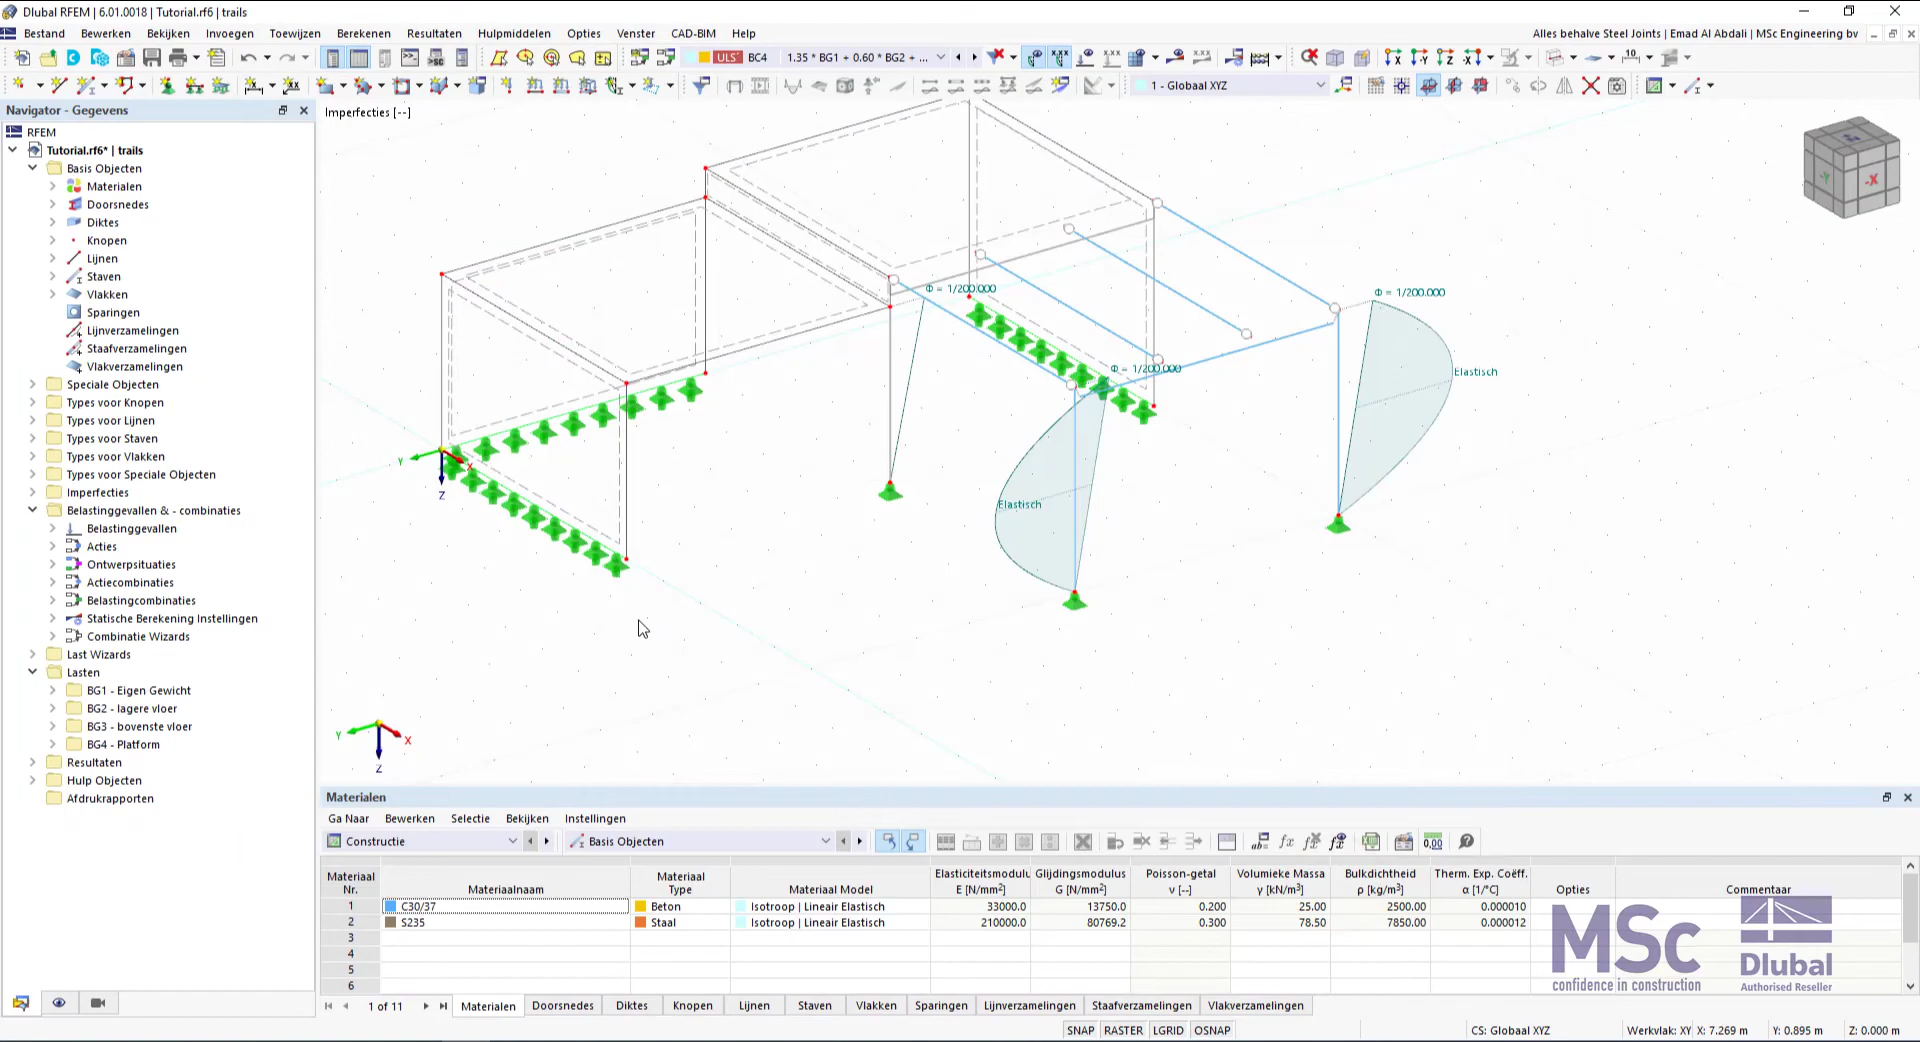 Dlubal RFEM | 6.01.0018 | Tutorial.rf6 | trails
Bestand Bewerken Bekijken Invoegen Toewijzen Berekenen Resultaten Hulpmiddelen Opties Venster CAD-BIM Help
Alles behalve Steel Joints | Emad Al Abdali | MSc Engineering bv
ULS BC4 1.35 * BG1 + 0.60 * BG2 + ...
1 - Globaal XYZ
Navigator - Gegevens
RFEM
Tutorial.rf6* | trails
Basis Objecten
Materialen
Doorsnedes
Diktes
Knopen
Lijnen
Staven
Vlakken
Sparingen
Lijnverzamelingen
Staafverzamelingen
Vlakverzamelingen
Speciale Objecten
Types voor Knopen
Types voor Lijnen
Types voor Staven
Types voor Vlakken
Types voor Speciale Objecten
Imperfecties
Belastinggevallen & - combinaties
Belastinggevallen
Acties
Ontwerpsituaties
Actiecombinaties
Belastingcombinaties
Statische Berekening Instellingen
Combinatie Wizards
Last Wizards
Lasten
BG1 - Eigen Gewicht
BG2 - lagere vloer
BG3 - bovenste vloer
BG4 - Platform
Resultaten
Hulp Objecten
Afdrukrapporten
Imperfecties [--]
Φ = 1/200.000
Φ = 1/200.000
Φ = 1/200.000
Elastisch
Elastisch
Y
X
Z
Y
X
Z
-Y
-X
Materialen
Ga Naar Bewerken Selectie Bekijken Instellingen
Constructie
Basis Objecten
Materiaal Nr. Materiaalnaam Materiaal Type Materiaal Model Elasticiteitsmodulu E [N/mm²] Glijdingsmodulus G [N/mm²] Poisson-getal ν [--] Volumieke Massa γ [kN/m³] Bulkdichtheid ρ [kg/m³] Therm. Exp. Coëff. α [1/°C] Opties Commentaar
1 C30/37 Beton Isotroop | Lineair Elastisch 33000.0 13750.0 0.200 25.00 2500.00 0.000010
2 S235 Staal Isotroop | Lineair Elastisch 210000.0 80769.2 0.300 78.50 7850.00 0.000012
3
4
5
6
MSc
confidence in construction
Dlubal
Authorised Reseller
1 of 11 Materialen Doorsnedes Diktes Knopen Lijnen Staven Vlakken Sparingen Lijnverzamelingen Staafverzamelingen Vlakverzamelingen
SNAP RASTER LGRID OSNAP
CS: Globaal XYZ
Werkvlak: XY X: 7.269 m Y: 0.895 m Z: 0.000 m